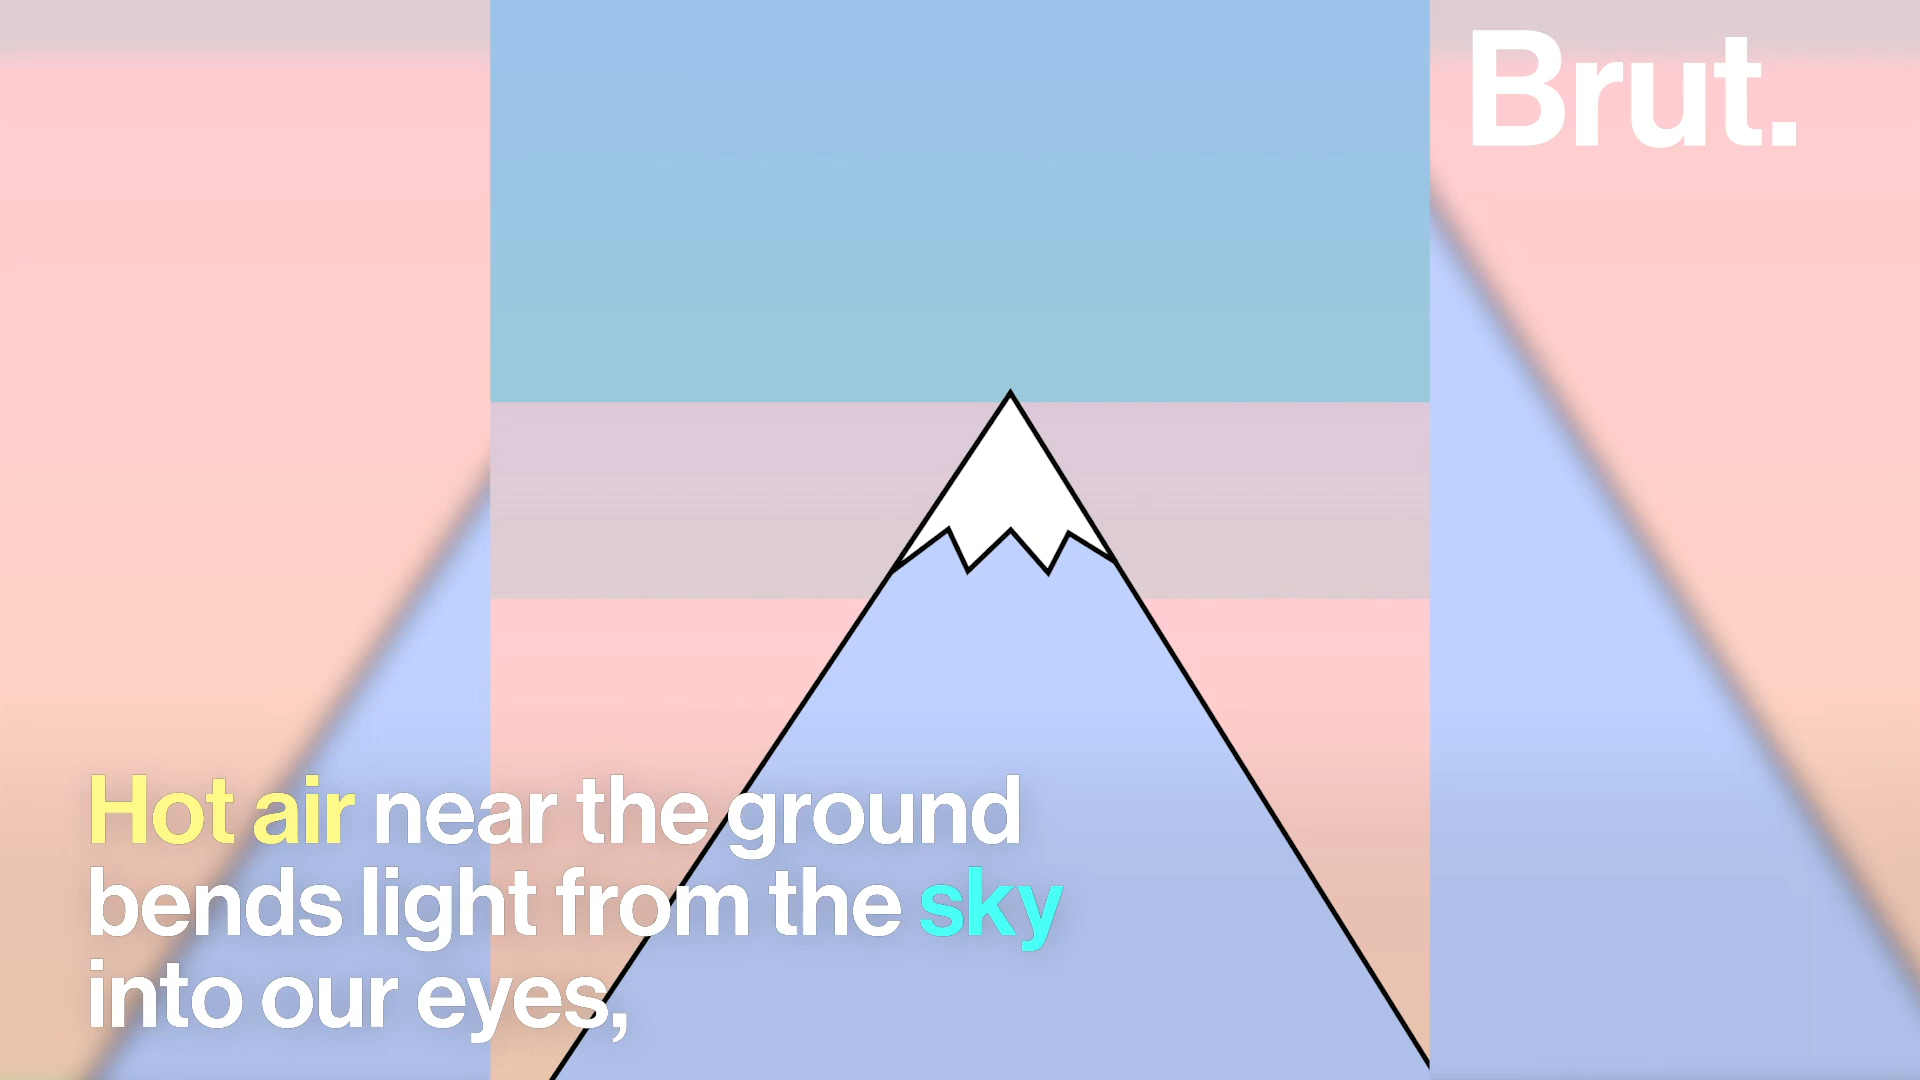 Brut.
Hot air near the ground
bends light from the sky
into our eyes,